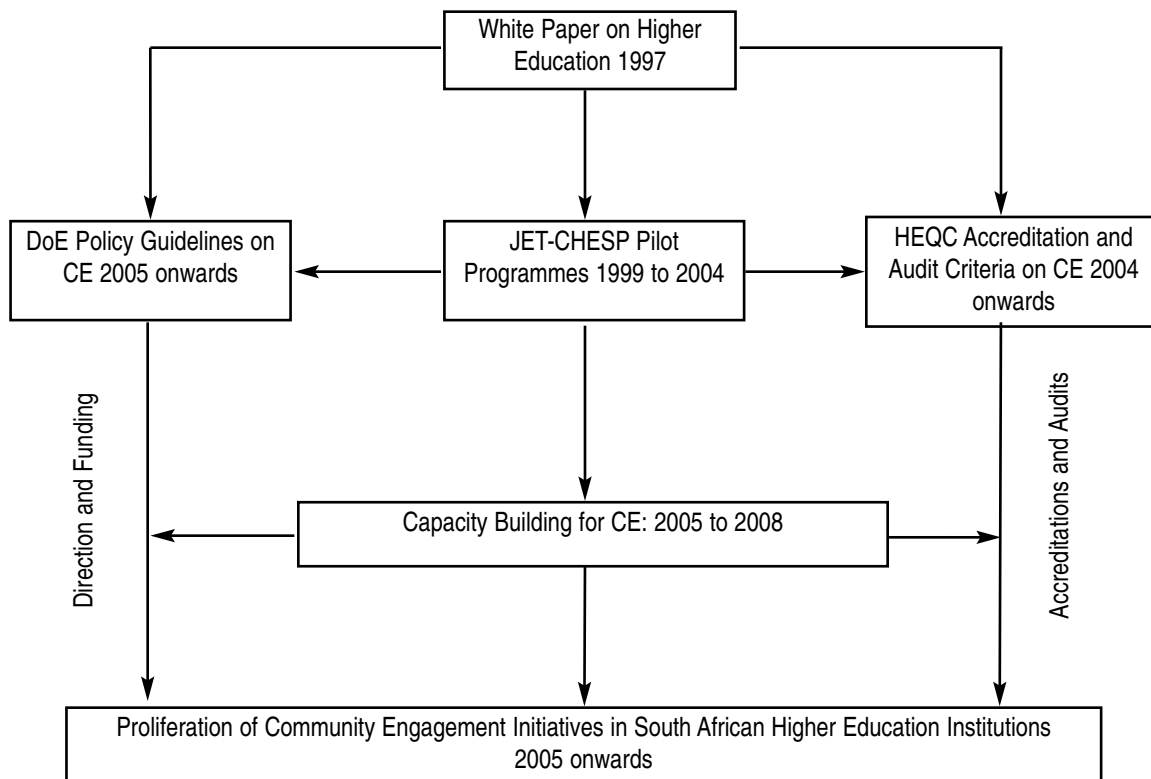 White Paper on Higher
Education 1997
DoE Policy Guidelines on
CE 2005 onwards
JET-CHESP Pilot
Programmes 1999 to 2004
HEQC Accreditation and
Audit Criteria on CE 2004
onwards
Direction and Funding
Accreditations and Audits
Capacity Building for CE: 2005 to 2008
Proliferation of Community Engagement Initiatives in South African Higher Education Institutions
2005 onwards